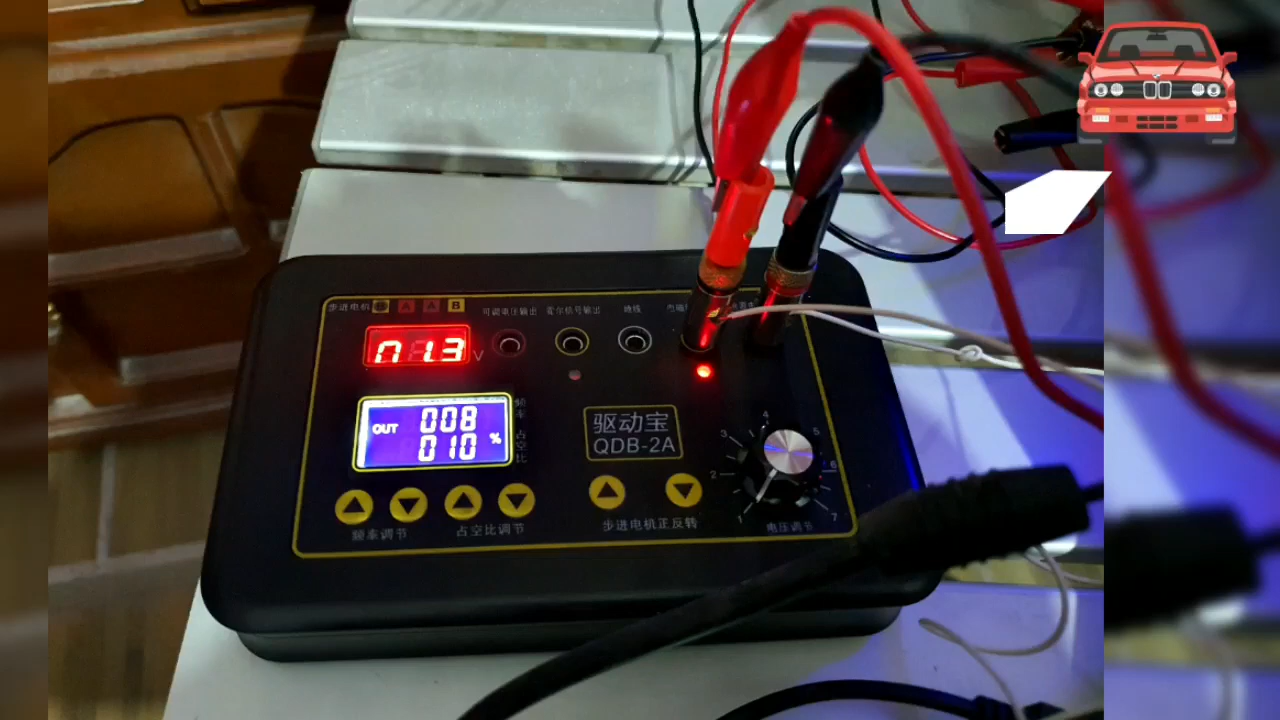 步进电机 B A A B
可调电压输出
霍尔信号输出
地线
01.3 V
OUT 008
010 %
频率
占空比
驱动宝
QDB-2A
1 2 3 4 5 6 7
频率调节
占空比调节
步进电机正反转
电压调节